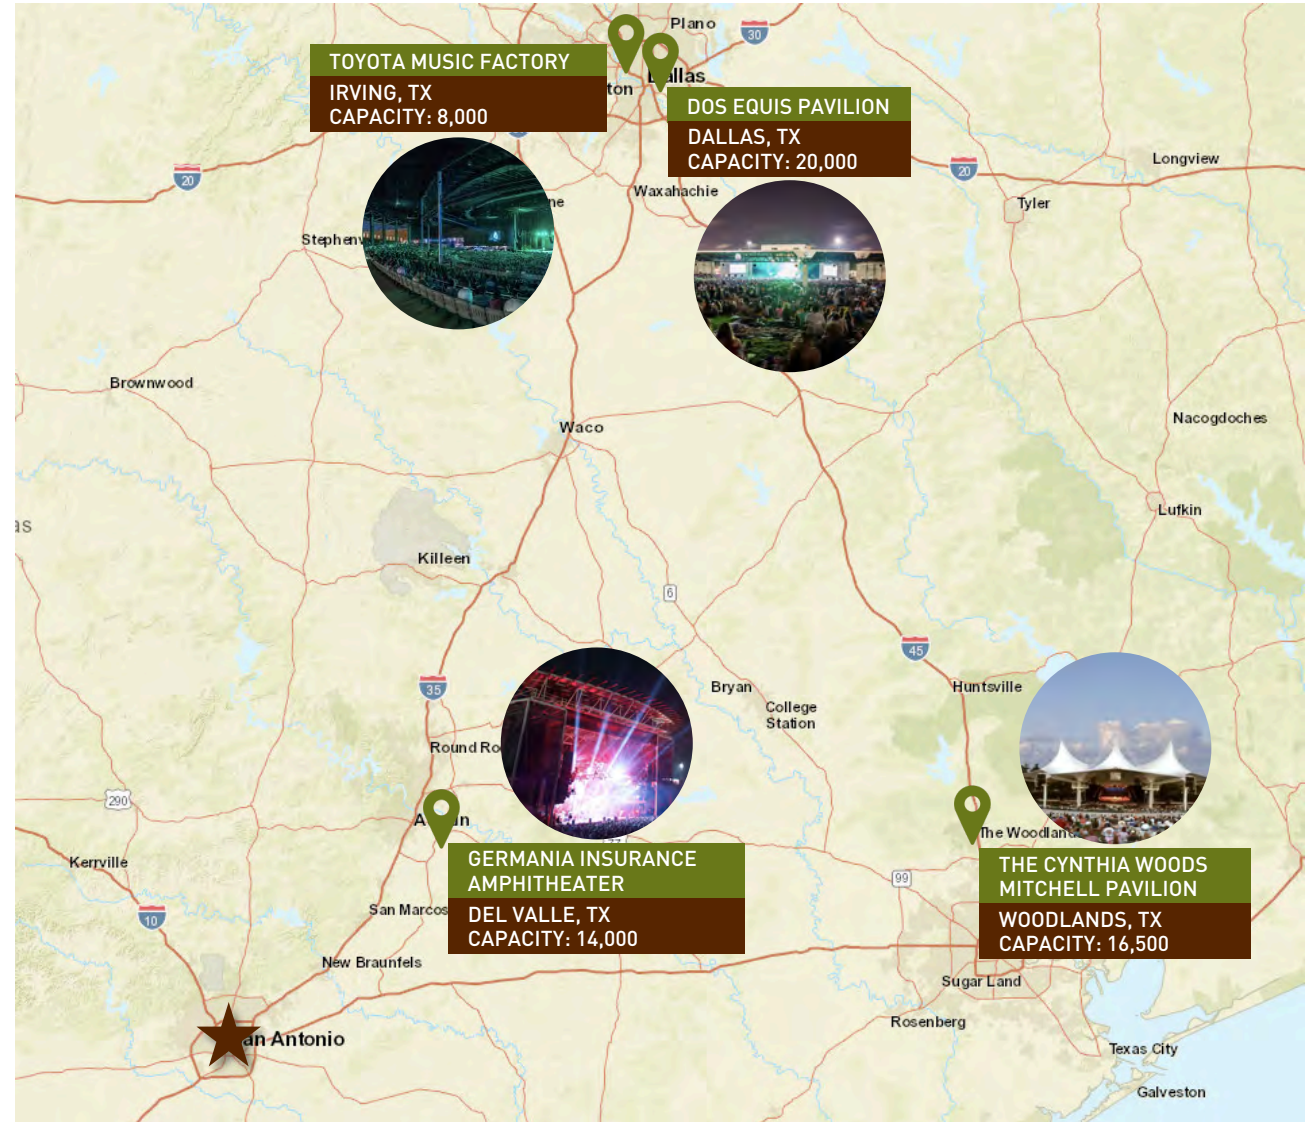 Plano
30
TOYOTA MUSIC FACTORY
IRVING, TX
CAPACITY: 8,000
DOS EQUIS PAVILION
DALLAS, TX
CAPACITY: 20,000
20
20
Longview
Waxahachie
Tyler
Brownwood
Waco
Nacogdoches
Lufkin
Killeen
6
45
35
Bryan
College
Station
Huntsville
290
Kerrville
99
GERMANIA INSURANCE
AMPHITHEATER
DEL VALLE, TX
CAPACITY: 14,000
THE CYNTHIA WOODS
MITCHELL PAVILION
WOODLANDS, TX
CAPACITY: 16,500
10
San Marcos
New Braunfels
Sugar Land
Rosenberg
Antonio
Texas City
Galveston